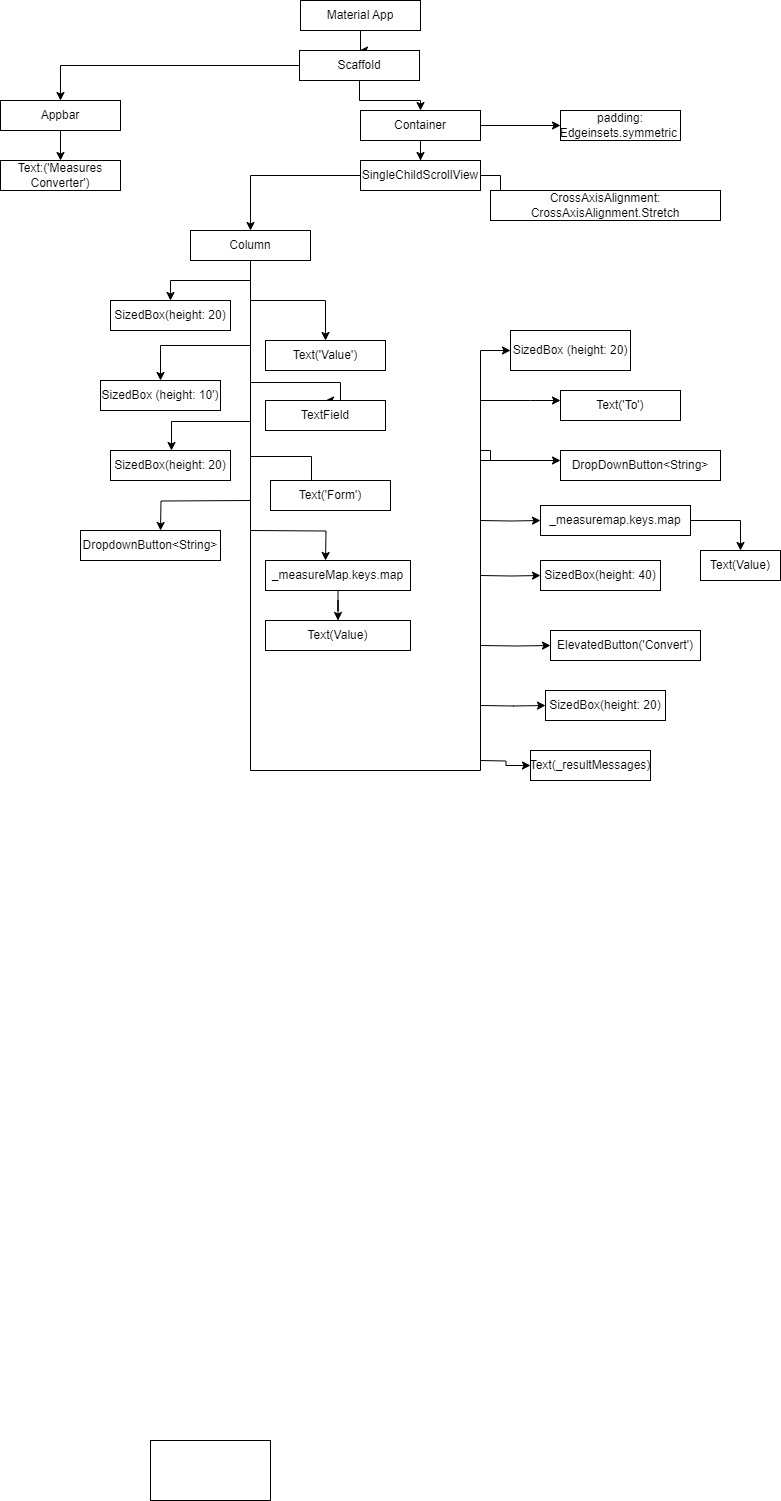 Material App
Scaffold
Appbar
Container
padding:
Edgeinsets.symmetric
Text:('Measures
Converter')
SingleChildScrollView
CrossAxisAlignment:
CrossAxisAlignment.Stretch
Column
SizedBox(height: 20)
Text('Value')
SizedBox (height: 10')
TextField
SizedBox(height: 20)
Text('Form')
DropdownButton<String>
_measureMap.keys.map
Text(Value)
SizedBox (height: 20)
Text('To')
DropDownButton<String>
_measuremap.keys.map
Text(Value)
SizedBox(height: 40)
ElevatedButton('Convert')
SizedBox(height: 20)
Text(_resultMessages)